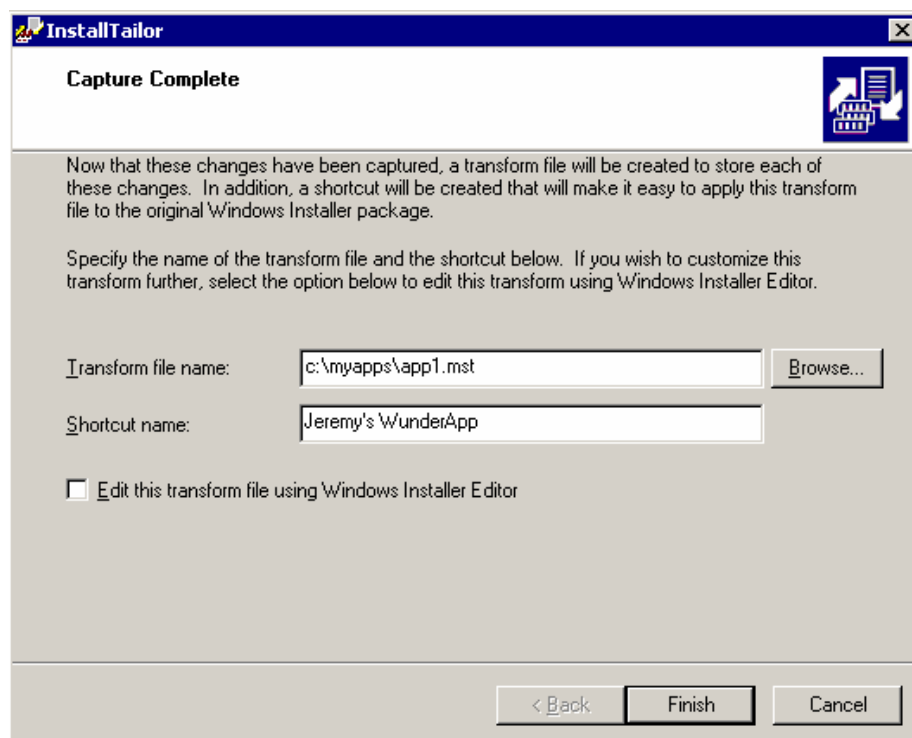 InstallTailor
Capture Complete
Now that these changes have been captured, a transform file will be created to store each of
these changes.  In addition, a shortcut will be created that will make it easy to apply this transform
file to the original Windows Installer package.
Specify the name of the transform file and the shortcut below.  If you wish to customize this
transform further, select the option below to edit this transform using Windows Installer Editor.
Transform file name:
c:\myapps\app1.mst
Browse...
Shortcut name:
Jeremy's WunderApp
Edit this transform file using Windows Installer Editor
< Back
Finish
Cancel